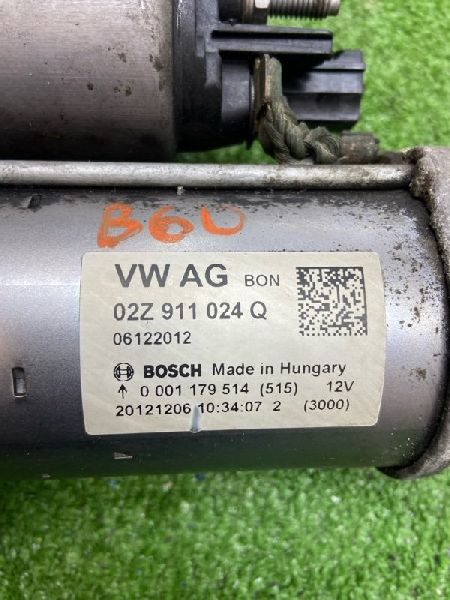 B6U
VW AG BON
02Z 911 024 Q
06122012
BOSCH Made in Hungary
↑ 0 001 179 514 (515) 12V
20121206 10:34:07 2 (3000)